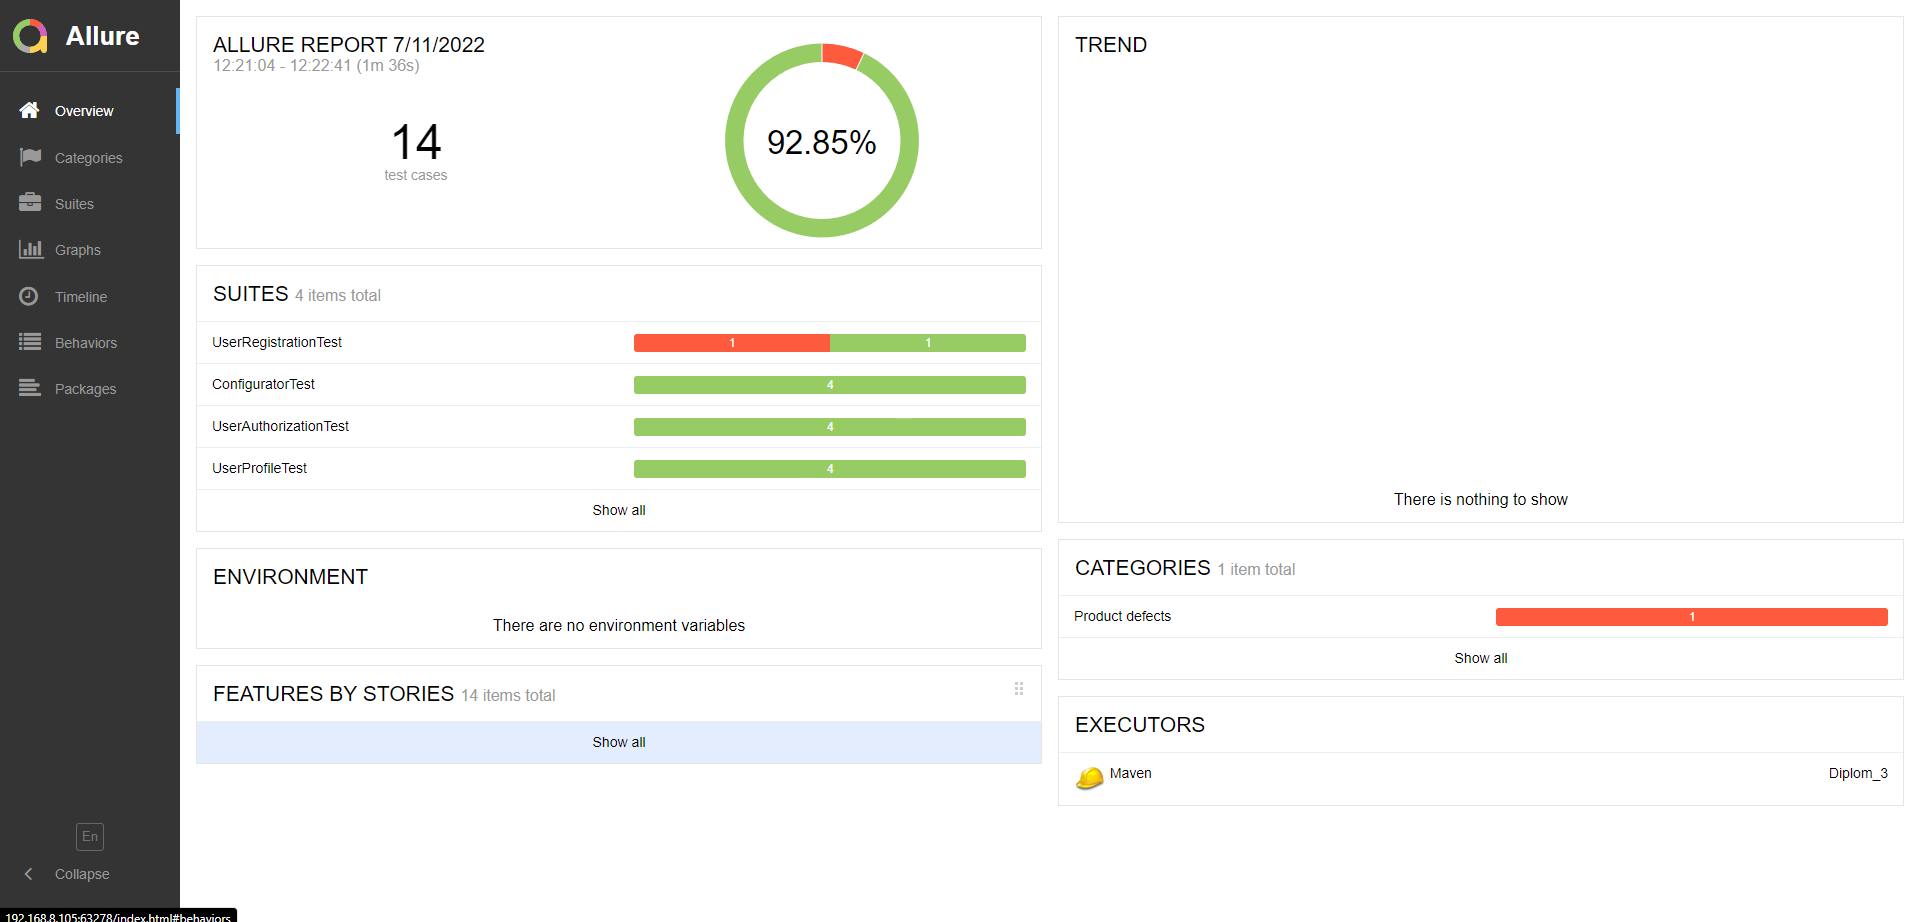 Allure
Overview
Categories
Suites
Graphs
Timeline
Behaviors
Packages
En
Collapse
192.168.8.105:63278/index.html#behaviors
ALLURE REPORT 7/11/2022
12:21:04 - 12:22:41 (1m 36s)
14
test cases
92.85%
SUITES 4 items total
UserRegistrationTest 1 1
ConfiguratorTest 4
UserAuthorizationTest 4
UserProfileTest 4
Show all
ENVIRONMENT
There are no environment variables
FEATURES BY STORIES 14 items total
Show all
TREND
There is nothing to show
CATEGORIES 1 item total
Product defects 1
Show all
EXECUTORS
Maven Diplom_3